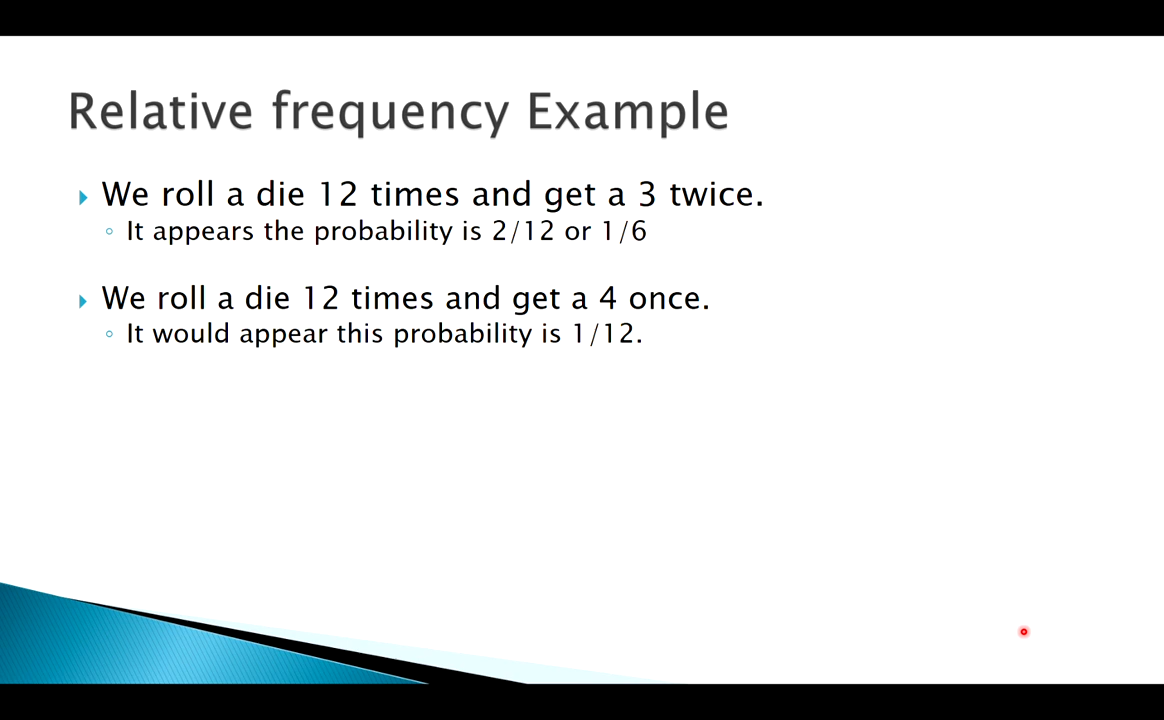 Relative frequency Example
We roll a die 12 times and get a 3 twice.
It appears the probability is 2/12 or 1/6
We roll a die 12 times and get a 4 once.
It would appear this probability is 1/12.